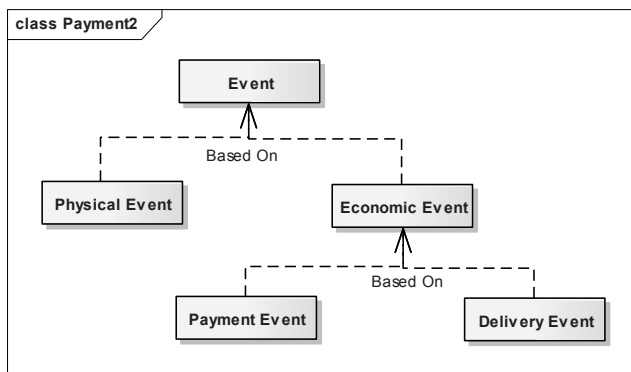 class Payment2
Event
Based On
Physical Event
Economic Event
Based On
Payment Event
Delivery Event